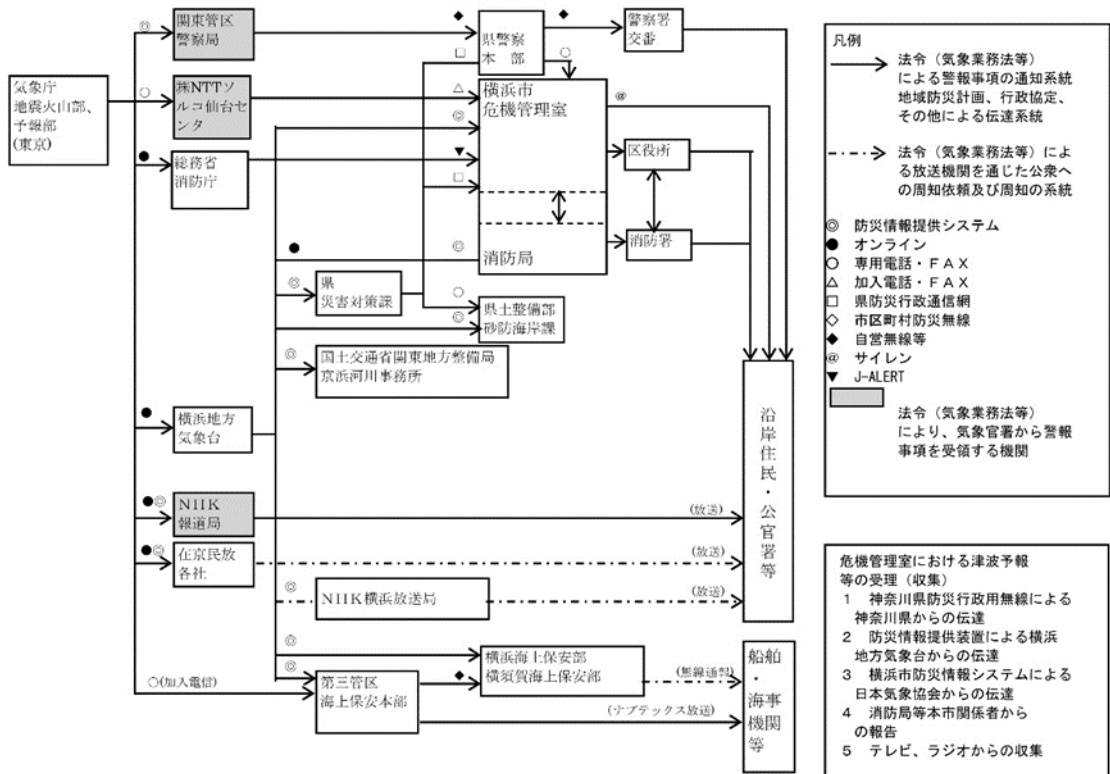 気象庁
地震火山部、
予報部
(東京)
◎
関東管区
警察局
○
㈱NTTソ
ルコ仙台セ
ンタ
●
総務省
消防庁
●
横浜地方
気象台
●◎
NHK
報道局
●◎
在京民放
各社
○(加入電信)
◆
県警察
本部
◆
警察署
交番
□
○
△
◎
▼
□
横浜市
危機管理室
消防局
@
区役所
消防署
●
◎
◎
県
災害対策課
○
◎
県土整備部
砂防海岸課
◎
国土交通省関東地方整備局
京浜河川事務所
(放送)
(放送)
◎
NHK横浜放送局
(放送)
沿岸住民・公官署等
◎
横浜海上保安部
横須賀海上保安部
◎
第三管区
海上保安本部
◆
(無線通報)
(ナブテックス放送)
船舶・海事機関等
凡例
法令(気象業務法等)
による警報事項の通知系統
地域防災計画、行政協定、
その他による伝達系統
法令(気象業務法等)によ
る放送機関を通じた公衆へ
の周知依頼及び周知の系統
◎ 防災情報提供システム
● オンライン
○ 専用電話・FAX
△ 加入電話・FAX
□ 県防災行政通信網
◇ 市区町村防災無線
◆ 自営無線等
@ サイレン
▼ J-ALERT
法令(気象業務法等)
により、気象官署から警報
事項を受領する機関
危機管理室における津波予報
等の受理(収集)
1 神奈川県防災行政用無線による
神奈川県からの伝達
2 防災情報提供装置による横浜
地方気象台からの伝達
3 横浜市防災情報システムによる
日本気象協会からの伝達
4 消防局等本市関係者から
の報告
5 テレビ、ラジオからの収集